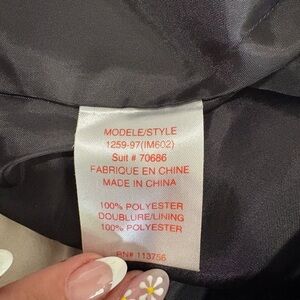 MODELE/STYLE
1259-97(IM602)
Suit # 70686
FABRIQUE EN CHINE
MADE IN CHINA
100% POLYESTER
DOUBLURE/LINING
100% POLYESTER
RN# 113756